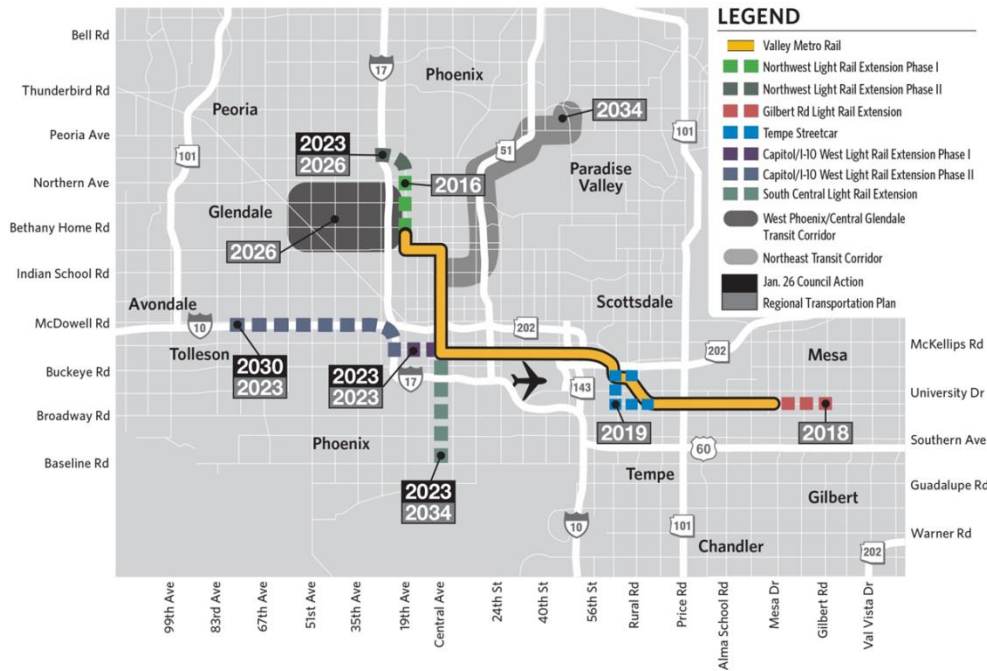 Bell Rd
Thunderbird Rd
Peoria Ave
Northern Ave
Bethany Home Rd
Indian School Rd
McDowell Rd
Buckeye Rd
Broadway Rd
Baseline Rd
17
Phoenix
Peoria
2034
101
51
101
2023
2026
Paradise
Valley
2016
Glendale
2026
Avondale
Scottsdale
10
202
Tolleson
202
Mesa
2030
2023
2023
2023
17
143
2019
2018
Phoenix
60
Tempe
2023
2034
Gilbert
10
101
Chandler
202
LEGEND
Valley Metro Rail
Northwest Light Rail Extension Phase I
Northwest Light Rail Extension Phase II
Gilbert Rd Light Rail Extension
Tempe Streetcar
Capitol/I-10 West Light Rail Extension Phase I
Capitol/I-10 West Light Rail Extension Phase II
South Central Light Rail Extension
West Phoenix/Central Glendale
Transit Corridor
Northeast Transit Corridor
Jan. 26 Council Action
Regional Transportation Plan
McKellips Rd
University Dr
Southern Ave
Guadalupe Rd
Warner Rd
99th Ave
83rd Ave
67th Ave
51st Ave
35th Ave
19th Ave
Central Ave
24th St
40th St
56th St
Rural Rd
Price Rd
Alma School Rd
Mesa Dr
Gilbert Rd
Val Vista Dr